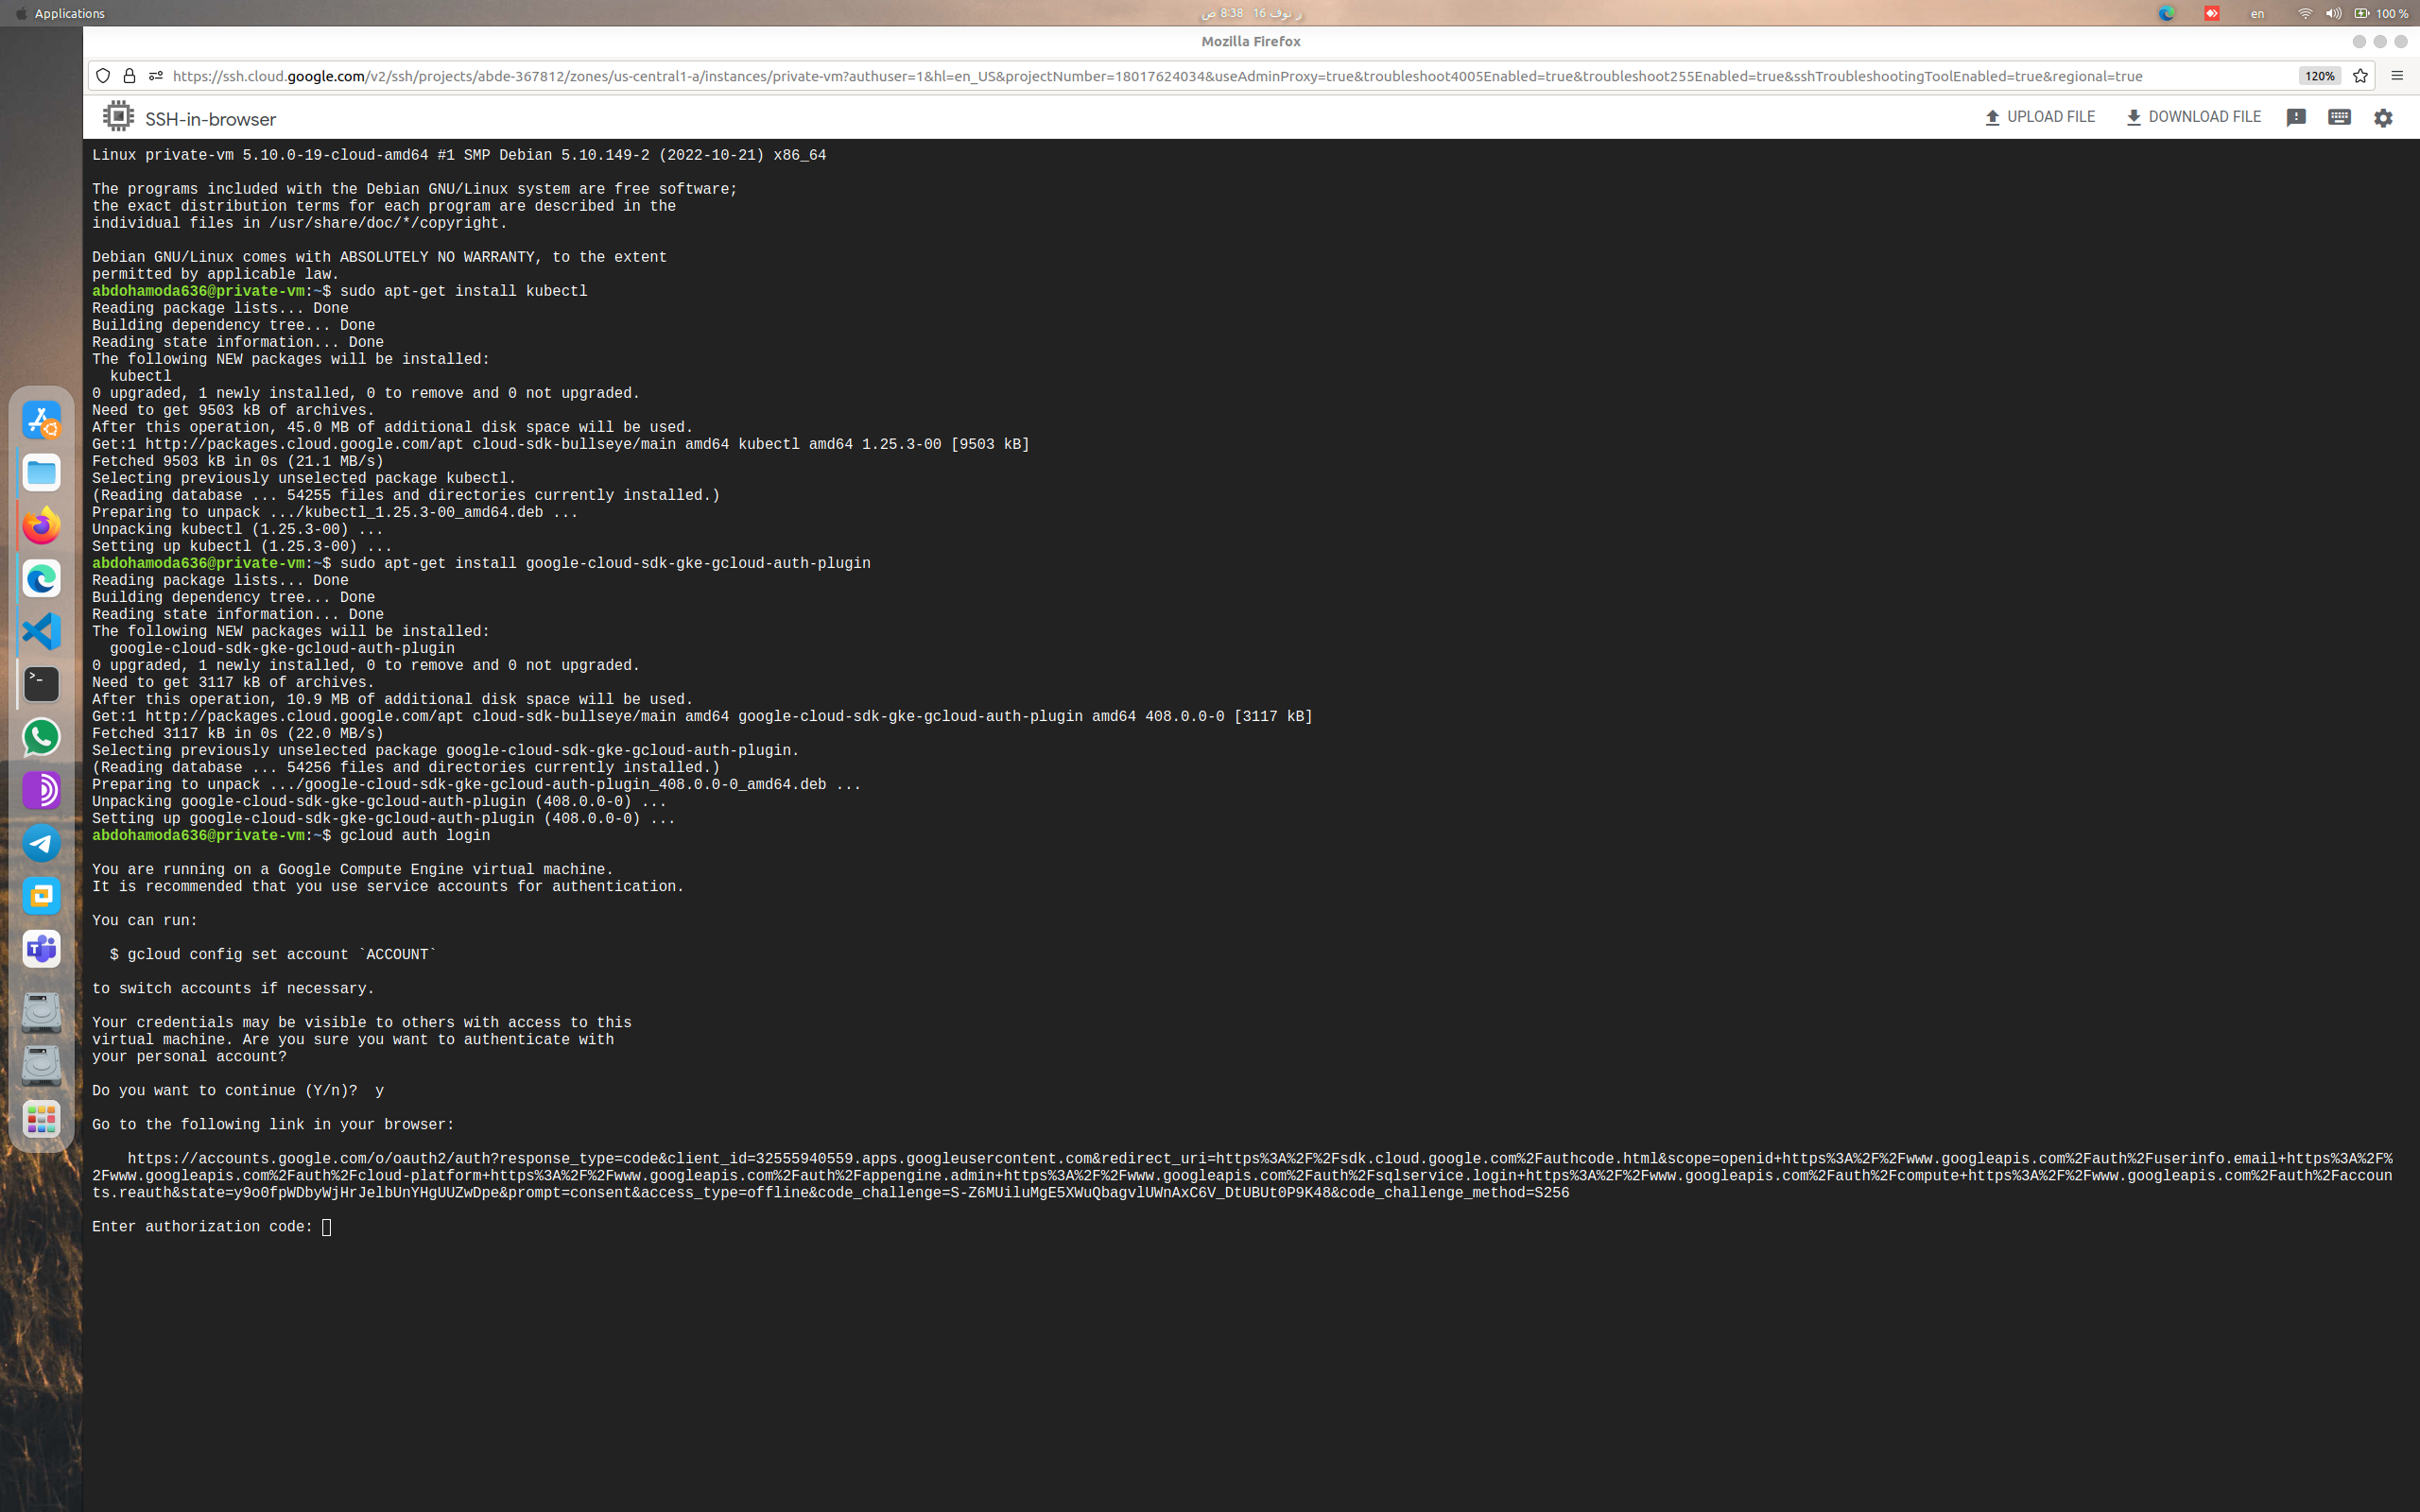 Applications
ر نوف 16 8:38 ص
en
100 %
Mozilla Firefox
https://ssh.cloud.google.com/v2/ssh/projects/abde-367812/zones/us-central1-a/instances/private-vm?authuser=1&hl=en_US&projectNumber=18017624034&useAdminProxy=true&troubleshoot4005Enabled=true&troubleshoot255Enabled=true&sshTroubleshootingToolEnabled=true&regional=true
120%
SSH-in-browser
UPLOAD FILE
DOWNLOAD FILE
Linux private-vm 5.10.0-19-cloud-amd64 #1 SMP Debian 5.10.149-2 (2022-10-21) x86_64
The programs included with the Debian GNU/Linux system are free software;
the exact distribution terms for each program are described in the
individual files in /usr/share/doc/*/copyright.
Debian GNU/Linux comes with ABSOLUTELY NO WARRANTY, to the extent
permitted by applicable law.
abdohamoda636@private-vm:~$ sudo apt-get install kubectl
Reading package lists... Done
Building dependency tree... Done
Reading state information... Done
The following NEW packages will be installed:
  kubectl
0 upgraded, 1 newly installed, 0 to remove and 0 not upgraded.
Need to get 9503 kB of archives.
After this operation, 45.0 MB of additional disk space will be used.
Get:1 http://packages.cloud.google.com/apt cloud-sdk-bullseye/main amd64 kubectl amd64 1.25.3-00 [9503 kB]
Fetched 9503 kB in 0s (21.1 MB/s)
Selecting previously unselected package kubectl.
(Reading database ... 54255 files and directories currently installed.)
Preparing to unpack .../kubectl_1.25.3-00_amd64.deb ...
Unpacking kubectl (1.25.3-00) ...
Setting up kubectl (1.25.3-00) ...
abdohamoda636@private-vm:~$ sudo apt-get install google-cloud-sdk-gke-gcloud-auth-plugin
Reading package lists... Done
Building dependency tree... Done
Reading state information... Done
The following NEW packages will be installed:
  google-cloud-sdk-gke-gcloud-auth-plugin
0 upgraded, 1 newly installed, 0 to remove and 0 not upgraded.
Need to get 3117 kB of archives.
After this operation, 10.9 MB of additional disk space will be used.
Get:1 http://packages.cloud.google.com/apt cloud-sdk-bullseye/main amd64 google-cloud-sdk-gke-gcloud-auth-plugin amd64 408.0.0-0 [3117 kB]
Fetched 3117 kB in 0s (22.0 MB/s)
Selecting previously unselected package google-cloud-sdk-gke-gcloud-auth-plugin.
(Reading database ... 54256 files and directories currently installed.)
Preparing to unpack .../google-cloud-sdk-gke-gcloud-auth-plugin_408.0.0-0_amd64.deb ...
Unpacking google-cloud-sdk-gke-gcloud-auth-plugin (408.0.0-0) ...
Setting up google-cloud-sdk-gke-gcloud-auth-plugin (408.0.0-0) ...
abdohamoda636@private-vm:~$ gcloud auth login
You are running on a Google Compute Engine virtual machine.
It is recommended that you use service accounts for authentication.
You can run:
  $ gcloud config set account `ACCOUNT`
to switch accounts if necessary.
Your credentials may be visible to others with access to this
virtual machine. Are you sure you want to authenticate with
your personal account?
Do you want to continue (Y/n)?  y
Go to the following link in your browser:
    https://accounts.google.com/o/oauth2/auth?response_type=code&client_id=32555940559.apps.googleusercontent.com&redirect_uri=https%3A%2F%2Fsdk.cloud.google.com%2Fauthcode.html&scope=openid+https%3A%2F%2Fwww.googleapis.com%2Fauth%2Fuserinfo.email+https%3A%2F%
2Fwww.googleapis.com%2Fauth%2Fcloud-platform+https%3A%2F%2Fwww.googleapis.com%2Fauth%2Fappengine.admin+https%3A%2F%2Fwww.googleapis.com%2Fauth%2Fsqlservice.login+https%3A%2F%2Fwww.googleapis.com%2Fauth%2Fcompute+https%3A%2F%2Fwww.googleapis.com%2Fauth%2Faccoun
ts.reauth&state=y9o0fpWDbyWjHrJelbUnYHgUUZwDpe&prompt=consent&access_type=offline&code_challenge=S-Z6MUiluMgE5XWuQbagvlUWnAxC6V_DtUBUt0P9K48&code_challenge_method=S256
Enter authorization code: